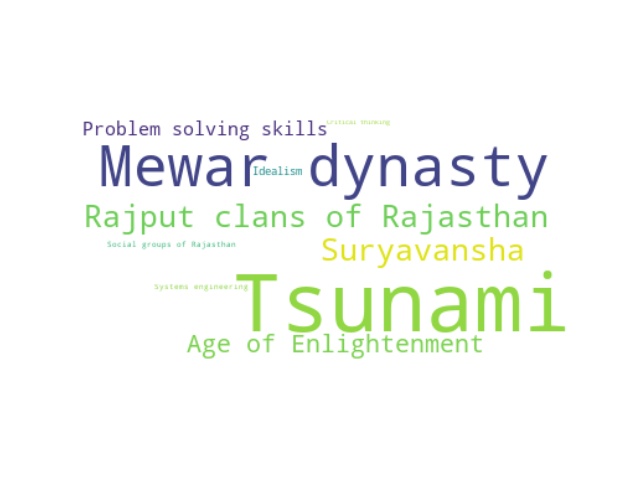 Critical thinking
Problem solving skills
Mewar dynasty
Idealism
Rajput clans of Rajasthan
Social groups of Rajasthan
Suryavansha
Systems engineering
Tsunami
Age of Enlightenment